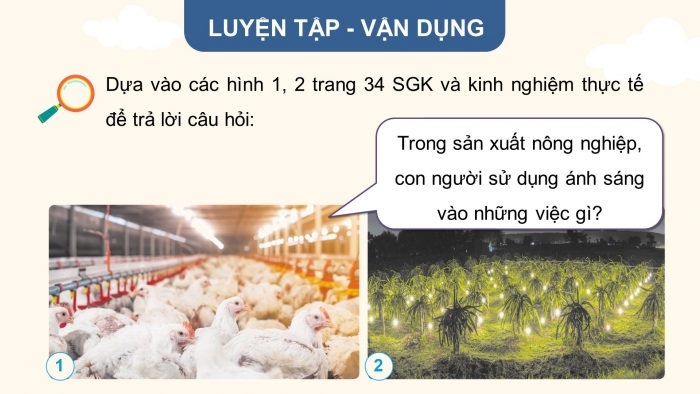 LUYỆN TẬP - VẬN DỤNG
Dựa vào các hình 1, 2 trang 34 SGK và kinh nghiệm thực tế
để trả lời câu hỏi:
Trong sản xuất nông nghiệp,
con người sử dụng ánh sáng
vào những việc gì?
1
2